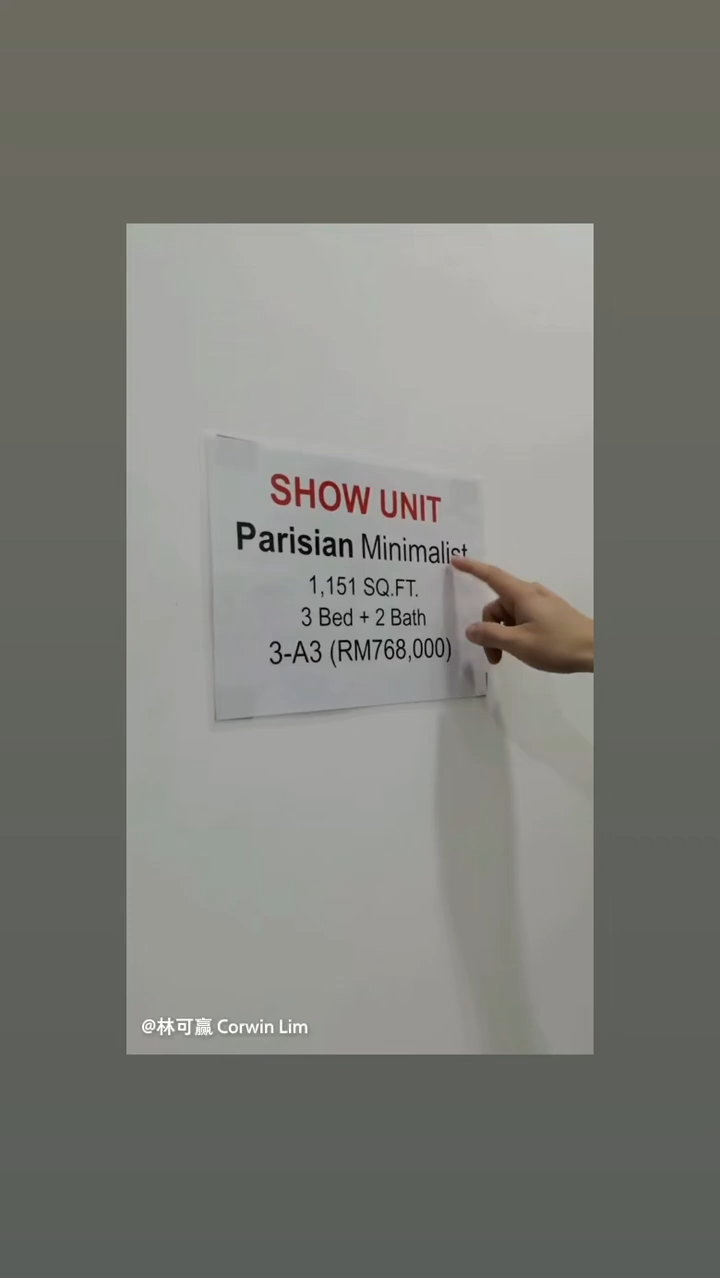 SHOW UNIT
Parisian Minimalist
1,151 SQ.FT.
3 Bed + 2 Bath
3-A3 (RM768,000)
@林可赢 Corwin Lim